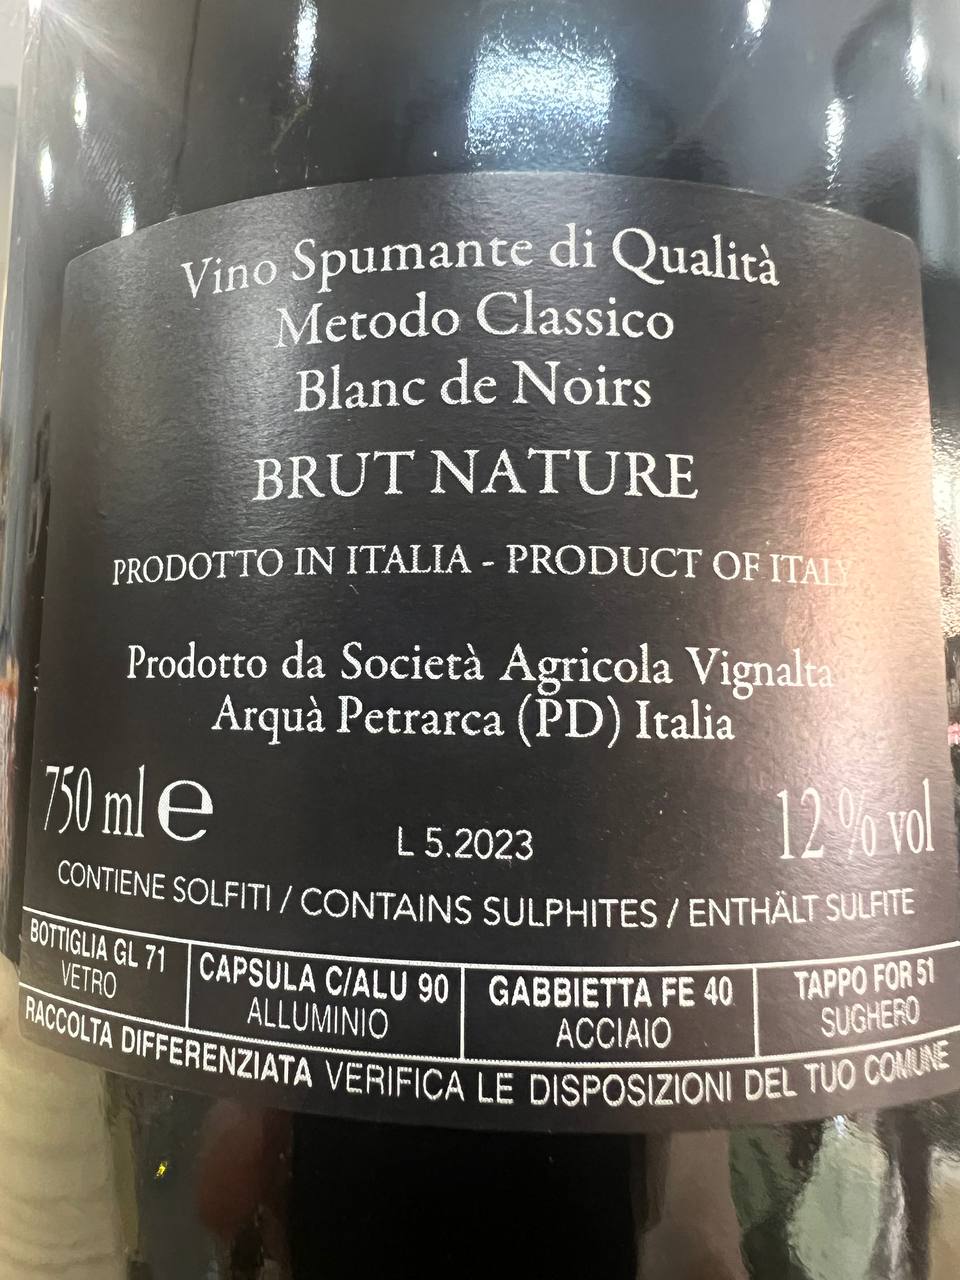 Vino Spumante di Qualità
Metodo Classico
Blanc de Noirs
BRUT NATURE
PRODOTTO IN ITALIA - PRODUCT OF ITALY
Prodotto da Società Agricola Vignalta
Arquà Petrarca (PD) Italia
750 ml e
12 % vol
L 5.2023
CONTIENE SOLFITI / CONTAINS SULPHITES / ENTHÄLT SULFITE
BOTTIGLIA GL 71
VETRO
CAPSULA C/ALU 90
ALLUMINIO
GABBIETTA FE 40
ACCIAIO
TAPPO FOR 51
SUGHERO
RACCOLTA DIFFERENZIATA VERIFICA LE DISPOSIZIONI DEL TUO COMUNE